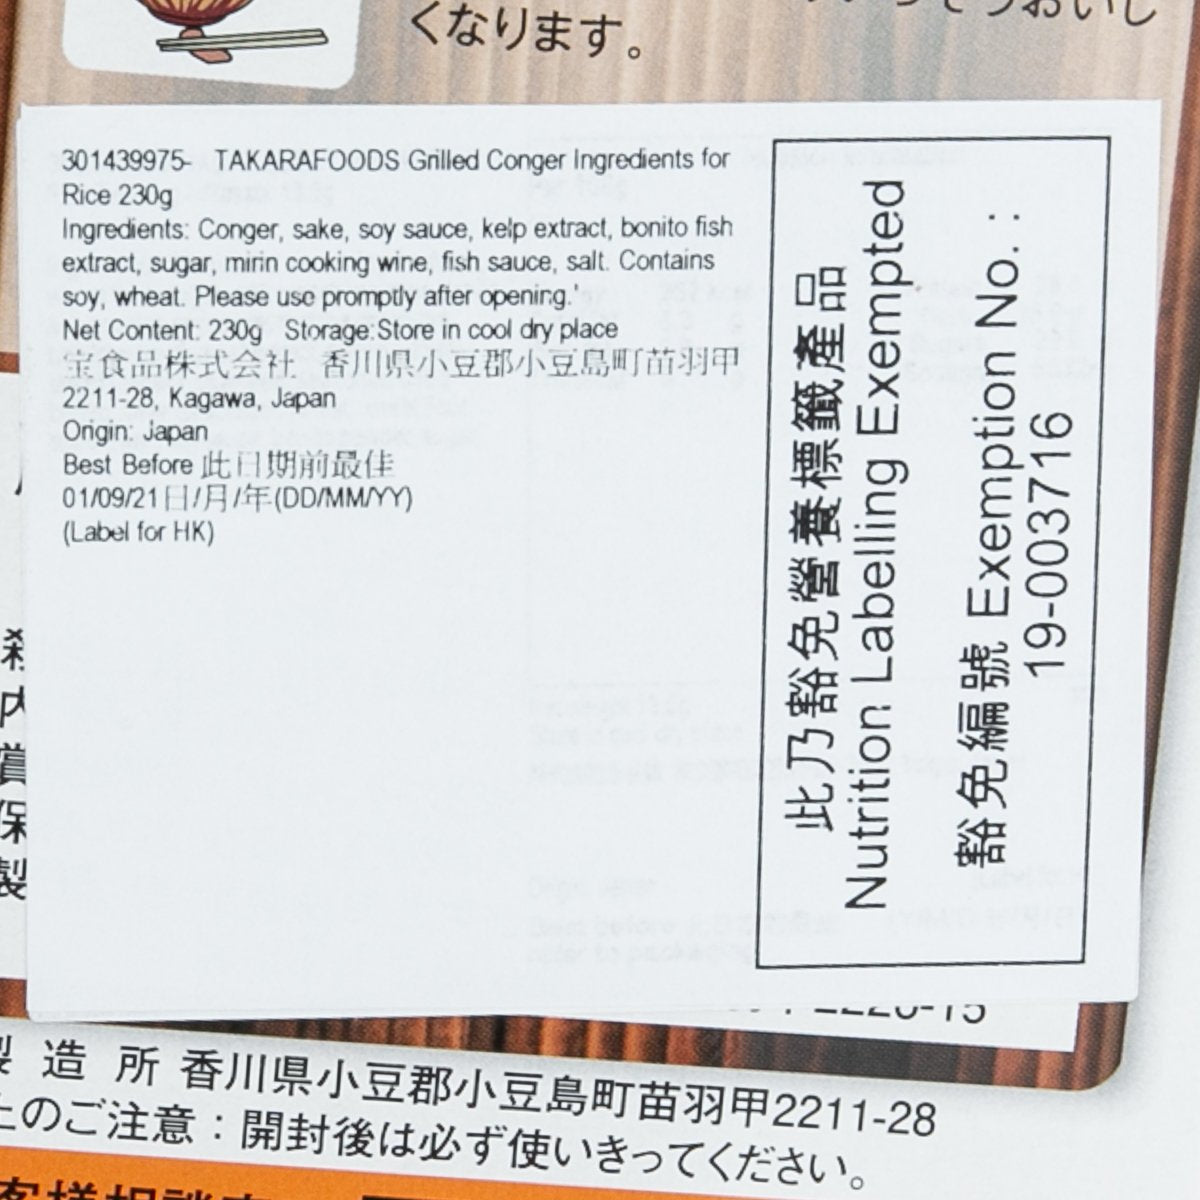 くなります。
301439975- TAKARAFOODS Grilled Conger Ingredients for
Rice 230g
Ingredients: Conger, sake, soy sauce, kelp extract, bonito fish
extract, sugar, mirin cooking wine, fish sauce, salt. Contains
soy, wheat. Please use promptly after opening.'
Net Content: 230g Storage:Store in cool dry place
宝食品株式会社 香川県小豆郡小豆島町苗羽甲
2211-28, Kagawa, Japan
Origin: Japan
Best Before 此日期前最佳
01/09/21日/月/年(DD/MM/YY)
(Label for HK)
此乃豁免營養標籤產品
Nutrition Labelling Exempted
豁免編號 Exemption No. :
19-003716
内
賞
保
製
造 所 香川県小豆郡小豆島町苗羽甲2211-28
のご注意：開封後は必ず使いきってください。